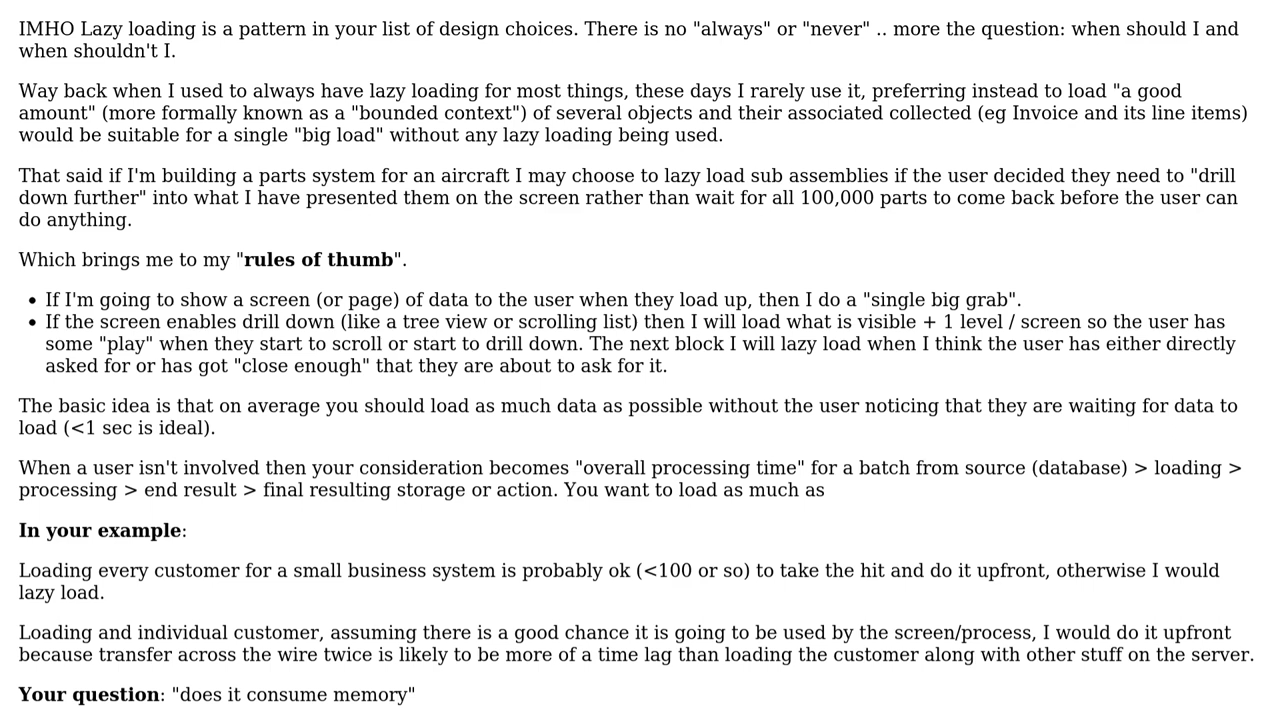 IMHO Lazy loading is a pattern in your list of design choices. There is no "always" or "never" .. more the question: when should I and
when shouldn't I.
Way back when I used to always have lazy loading for most things, these days I rarely use it, preferring instead to load "a good
amount" (more formally known as a "bounded context") of several objects and their associated collected (eg Invoice and its line items)
would be suitable for a single "big load" without any lazy loading being used.
That said if I'm building a parts system for an aircraft I may choose to lazy load sub assemblies if the user decided they need to "drill
down further" into what I have presented them on the screen rather than wait for all 100,000 parts to come back before the user can
do anything.
Which brings me to my "rules of thumb".
• If I'm going to show a screen (or page) of data to the user when they load up, then I do a "single big grab".
• If the screen enables drill down (like a tree view or scrolling list) then I will load what is visible + 1 level / screen so the user has
some "play" when they start to scroll or start to drill down. The next block I will lazy load when I think the user has either directly
asked for or has got "close enough" that they are about to ask for it.
The basic idea is that on average you should load as much data as possible without the user noticing that they are waiting for data to
load (<1 sec is ideal).
When a user isn't involved then your consideration becomes "overall processing time" for a batch from source (database) > loading >
processing > end result > final resulting storage or action. You want to load as much as
In your example:
Loading every customer for a small business system is probably ok (<100 or so) to take the hit and do it upfront, otherwise I would
lazy load.
Loading and individual customer, assuming there is a good chance it is going to be used by the screen/process, I would do it upfront
because transfer across the wire twice is likely to be more of a time lag than loading the customer along with other stuff on the server.
Your question: "does it consume memory"